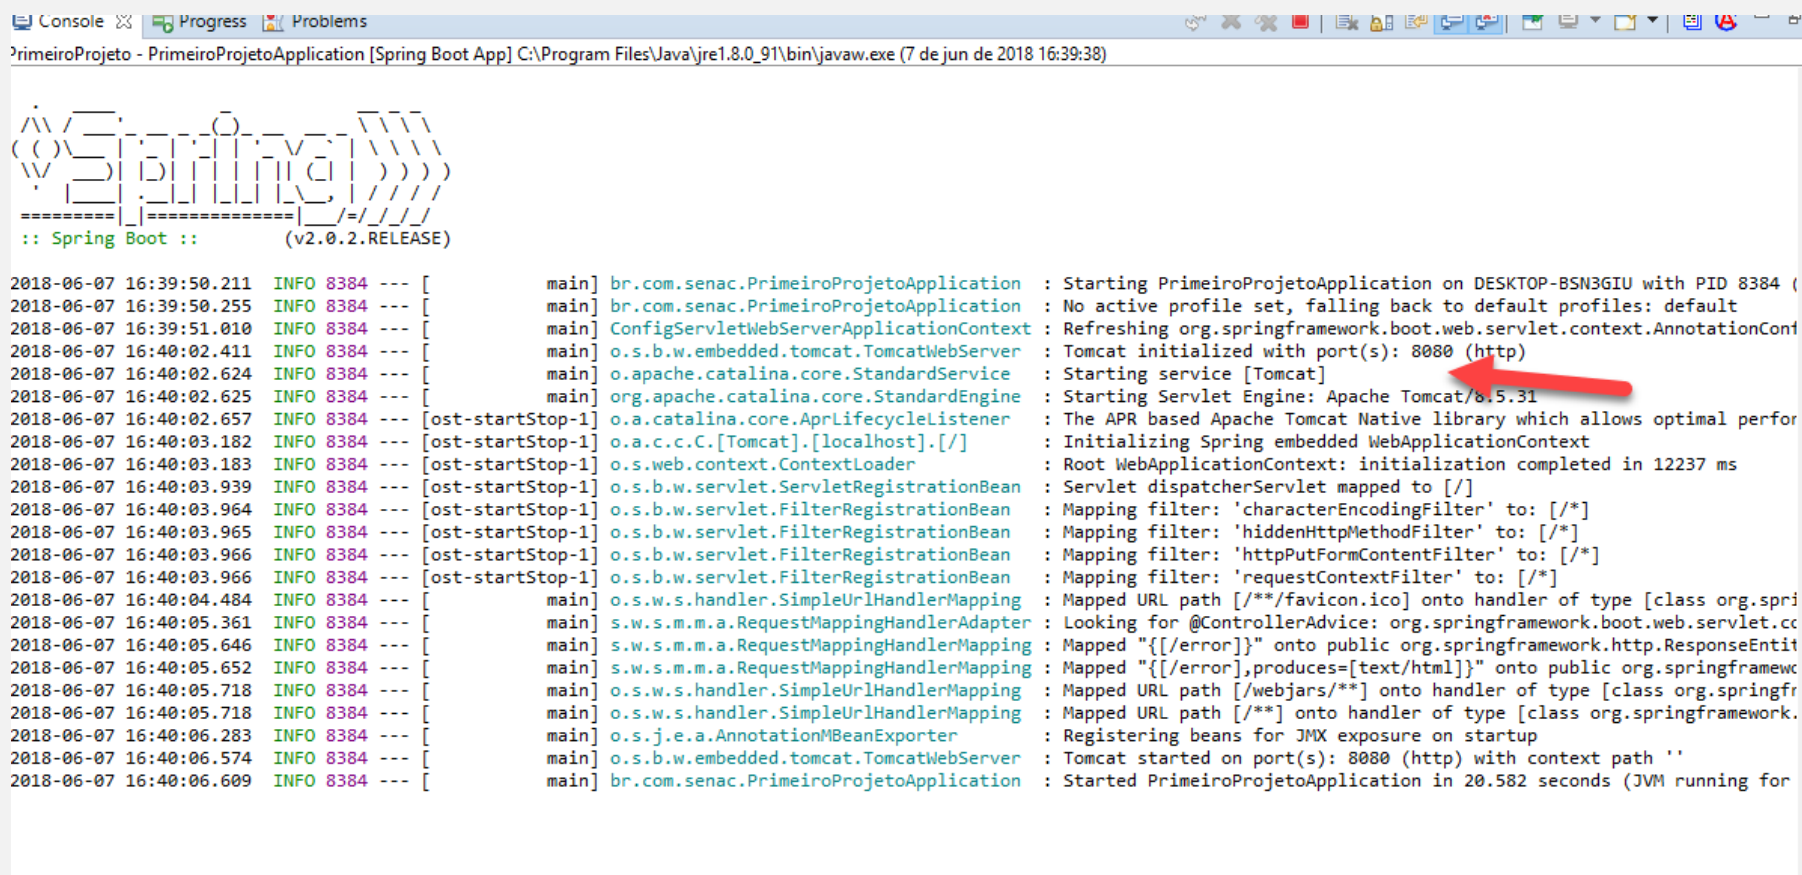 Console Progress Problems
PrimeiroProjeto - PrimeiroProjetoApplication [Spring Boot App] C:\Program Files\Java\jre1.8.0_91\bin\javaw.exe (7 de jun de 2018 16:39:38)
:: Spring Boot ::        (v2.0.2.RELEASE)
2018-06-07 16:39:50.211  INFO 8384 --- [           main] br.com.senac.PrimeiroProjetoApplication  : Starting PrimeiroProjetoApplication on DESKTOP-BSN3GIU with PID 8384 (
2018-06-07 16:39:50.255  INFO 8384 --- [           main] br.com.senac.PrimeiroProjetoApplication  : No active profile set, falling back to default profiles: default
2018-06-07 16:39:51.010  INFO 8384 --- [           main] ConfigServletWebServerApplicationContext : Refreshing org.springframework.boot.web.servlet.context.AnnotationConf
2018-06-07 16:40:02.411  INFO 8384 --- [           main] o.s.b.w.embedded.tomcat.TomcatWebServer  : Tomcat initialized with port(s): 8080 (http)
2018-06-07 16:40:02.624  INFO 8384 --- [           main] o.apache.catalina.core.StandardService   : Starting service [Tomcat]
2018-06-07 16:40:02.625  INFO 8384 --- [           main] org.apache.catalina.core.StandardEngine  : Starting Servlet Engine: Apache Tomcat/8.5.31
2018-06-07 16:40:02.657  INFO 8384 --- [ost-startStop-1] o.a.catalina.core.AprLifecycleListener   : The APR based Apache Tomcat Native library which allows optimal perfor
2018-06-07 16:40:03.182  INFO 8384 --- [ost-startStop-1] o.a.c.c.C.[Tomcat].[localhost].[/]       : Initializing Spring embedded WebApplicationContext
2018-06-07 16:40:03.183  INFO 8384 --- [ost-startStop-1] o.s.web.context.ContextLoader            : Root WebApplicationContext: initialization completed in 12237 ms
2018-06-07 16:40:03.939  INFO 8384 --- [ost-startStop-1] o.s.b.w.servlet.ServletRegistrationBean  : Servlet dispatcherServlet mapped to [/]
2018-06-07 16:40:03.964  INFO 8384 --- [ost-startStop-1] o.s.b.w.servlet.FilterRegistrationBean   : Mapping filter: 'characterEncodingFilter' to: [/*]
2018-06-07 16:40:03.965  INFO 8384 --- [ost-startStop-1] o.s.b.w.servlet.FilterRegistrationBean   : Mapping filter: 'hiddenHttpMethodFilter' to: [/*]
2018-06-07 16:40:03.966  INFO 8384 --- [ost-startStop-1] o.s.b.w.servlet.FilterRegistrationBean   : Mapping filter: 'httpPutFormContentFilter' to: [/*]
2018-06-07 16:40:03.966  INFO 8384 --- [ost-startStop-1] o.s.b.w.servlet.FilterRegistrationBean   : Mapping filter: 'requestContextFilter' to: [/*]
2018-06-07 16:40:04.484  INFO 8384 --- [           main] o.s.w.s.handler.SimpleUrlHandlerMapping  : Mapped URL path [/**/favicon.ico] onto handler of type [class org.spri
2018-06-07 16:40:05.361  INFO 8384 --- [           main] s.w.s.m.m.a.RequestMappingHandlerAdapter : Looking for @ControllerAdvice: org.springframework.boot.web.servlet.co
2018-06-07 16:40:05.646  INFO 8384 --- [           main] s.w.s.m.m.a.RequestMappingHandlerMapping : Mapped "{[/error]}" onto public org.springframework.http.ResponseEntit
2018-06-07 16:40:05.652  INFO 8384 --- [           main] s.w.s.m.m.a.RequestMappingHandlerMapping : Mapped "{[/error],produces=[text/html]}" onto public org.springframewo
2018-06-07 16:40:05.718  INFO 8384 --- [           main] o.s.w.s.handler.SimpleUrlHandlerMapping  : Mapped URL path [/webjars/**] onto handler of type [class org.springfr
2018-06-07 16:40:05.718  INFO 8384 --- [           main] o.s.w.s.handler.SimpleUrlHandlerMapping  : Mapped URL path [/**] onto handler of type [class org.springframework.
2018-06-07 16:40:06.283  INFO 8384 --- [           main] o.s.j.e.a.AnnotationMBeanExporter        : Registering beans for JMX exposure on startup
2018-06-07 16:40:06.574  INFO 8384 --- [           main] o.s.b.w.embedded.tomcat.TomcatWebServer  : Tomcat started on port(s): 8080 (http) with context path ''
2018-06-07 16:40:06.609  INFO 8384 --- [           main] br.com.senac.PrimeiroProjetoApplication  : Started PrimeiroProjetoApplication in 20.582 seconds (JVM running for